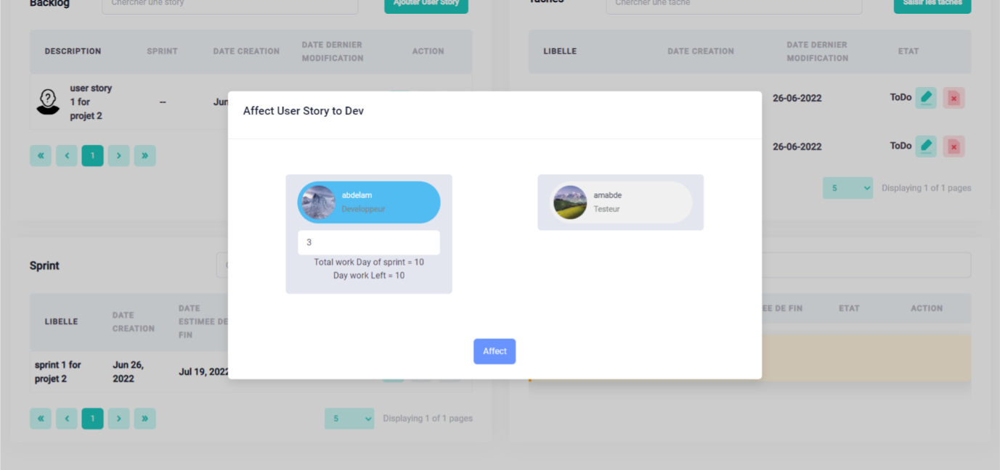 Backlog
Chercher une story
Ajouter User Story
Taches
Chercher une tache
Saisir les taches
DESCRIPTION
SPRINT
DATE CREATION
DATE DERNIER
MODIFICATION
ACTION
LIBELLE
DATE CREATION
DATE DERNIER
MODIFICATION
ETAT
user story
1 for
projet 2
--
Jun
26-06-2022
ToDo
26-06-2022
ToDo
«
‹
1
›
»
5
Displaying 1 of 1 pages
Affect User Story to Dev
abdelam
Developpeur
3
Total work Day of sprint = 10
Day work Left = 10
amabde
Testeur
Affect
Sprint
LIBELLE
DATE
CREATION
DATE
ESTIMEE DE
FIN
EE DE FIN
ETAT
ACTION
sprint 1 for
projet 2
Jun 26,
2022
Jul 19, 2022
«
‹
1
›
»
5
Displaying 1 of 1 pages